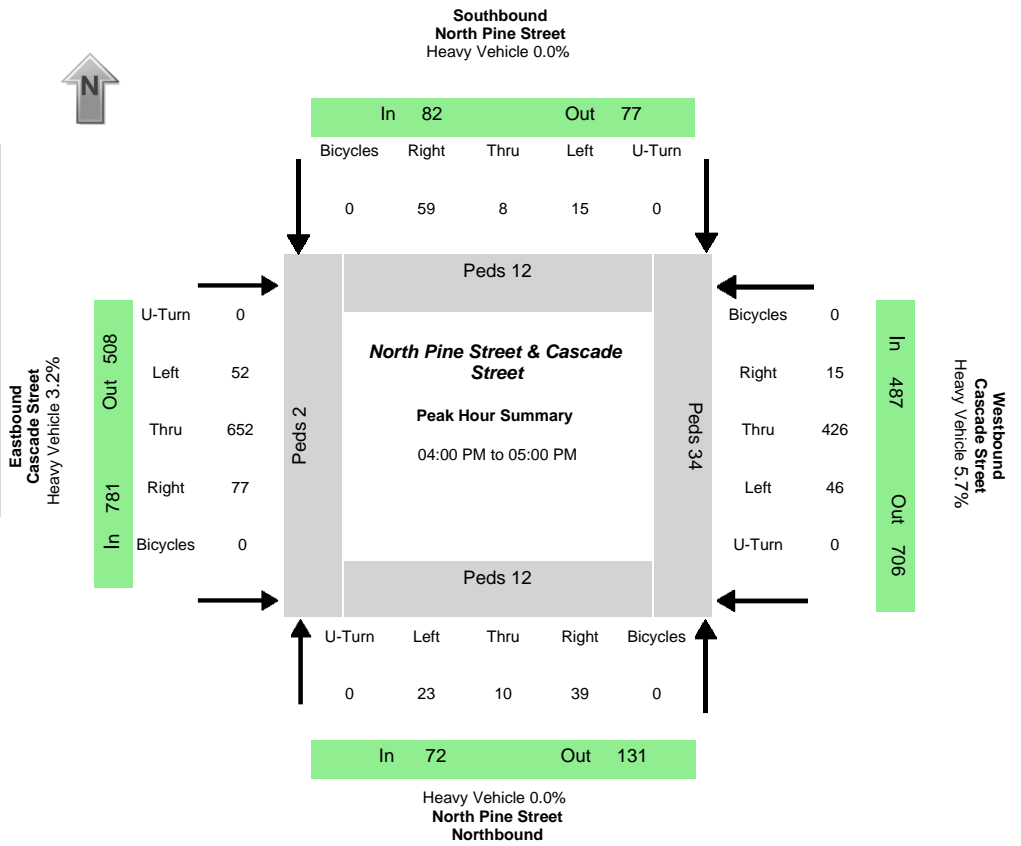 Southbound
North Pine Street
Heavy Vehicle 0.0%
N
In 82 Out 77
Bicycles Right Thru Left U-Turn
0 59 8 15 0
Peds 12
Eastbound
Cascade Street
Heavy Vehicle 3.2%
In 781 Out 508
U-Turn 0
Left 52
Thru 652
Right 77
Bicycles 0
Peds 2
North Pine Street & Cascade
Street
Peak Hour Summary
04:00 PM to 05:00 PM
Peds 34
Bicycles 0
Right 15
Thru 426
Left 46
U-Turn 0
In 487 Out 706
Westbound
Cascade Street
Heavy Vehicle 5.7%
Peds 12
U-Turn Left Thru Right Bicycles
0 23 10 39 0
In 72 Out 131
Heavy Vehicle 0.0%
North Pine Street
Northbound